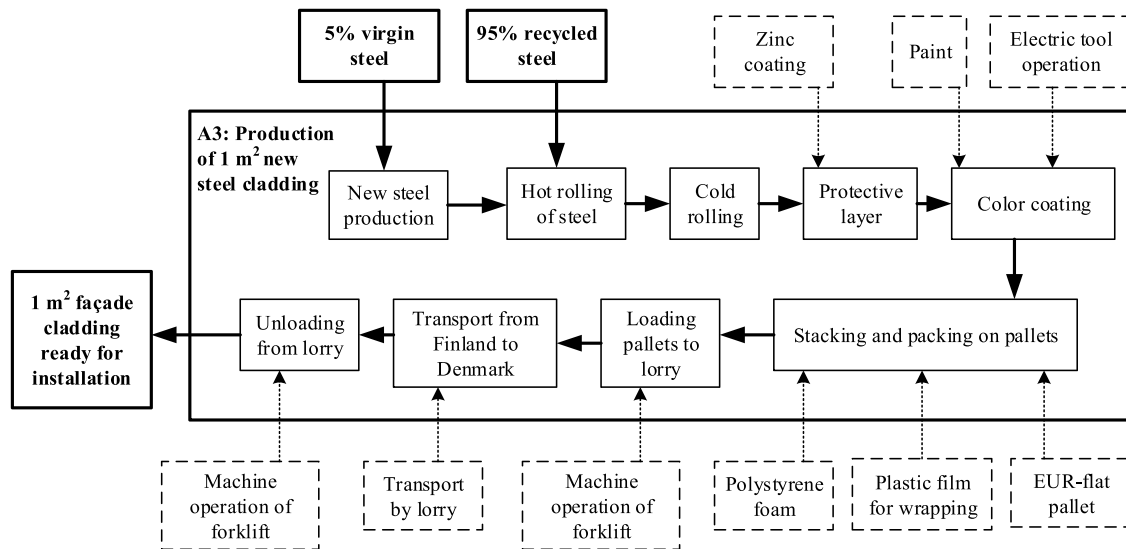 5% virgin
steel
95% recycled
steel
Zinc
coating
Paint
Electric tool
operation
A3: Production
of 1 m² new
steel cladding
New steel
production
Hot rolling
of steel
Cold
rolling
Protective
layer
Color coating
1 m² façade
cladding
ready for
installation
Unloading
from lorry
Transport from
Finland to
Denmark
Loading
pallets to
lorry
Stacking and packing on pallets
Machine
operation of
forklift
Transport
by lorry
Machine
operation of
forklift
Polystyrene
foam
Plastic film
for wrapping
EUR-flat
pallet